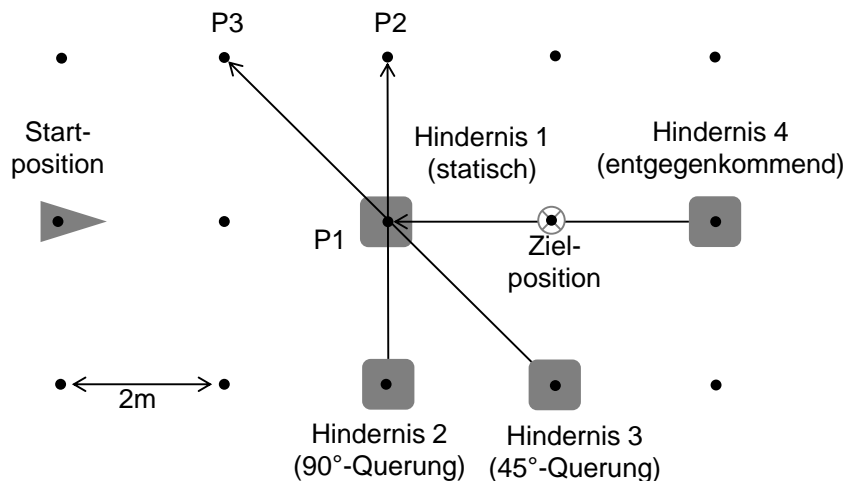 P3
P2
Start-
position
Hindernis 1
(statisch)
Hindernis 4
(entgegenkommend)
P1
Ziel-
position
2m
Hindernis 2
(90°-Querung)
Hindernis 3
(45°-Querung)